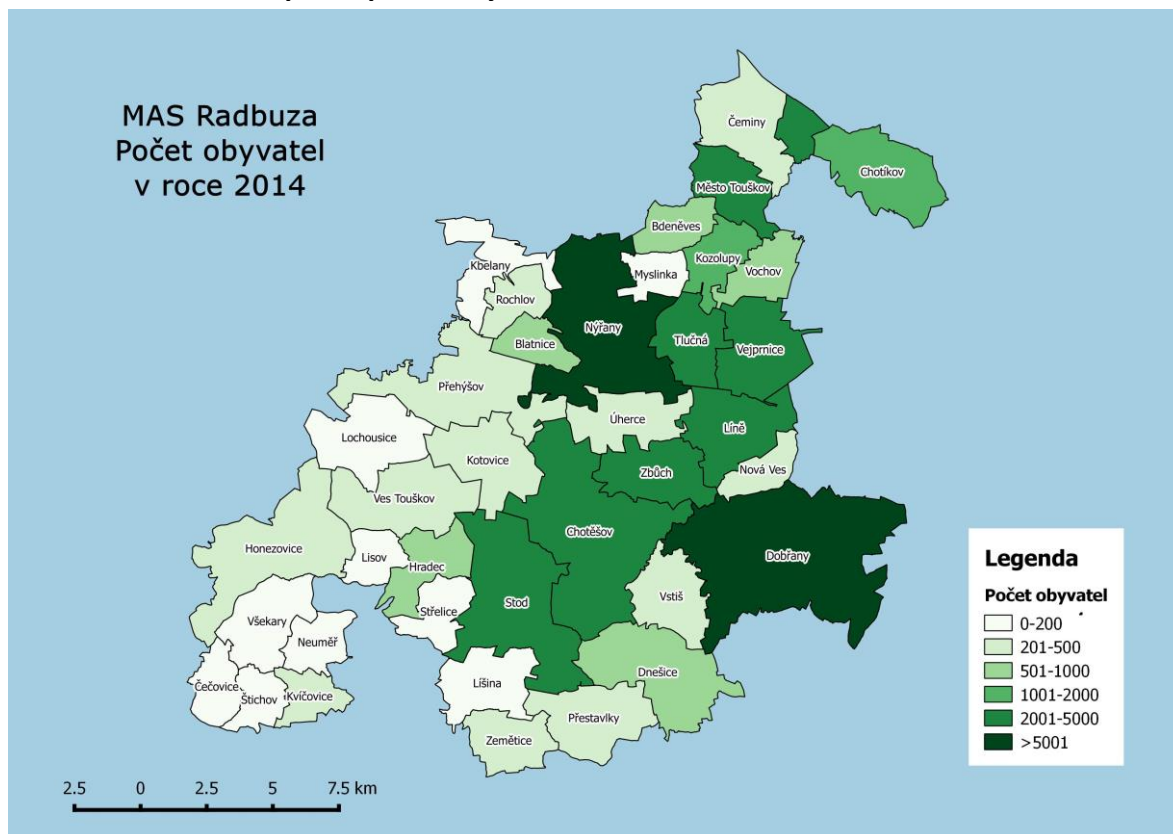 MAS Radbuza
Počet obyvatel
v roce 2014
Čeminy
Chotíkov
Město Touškov
Bdeněves
Kozolupy
Vochov
Kbelany
Myslinka
Rochlov
Nýřany
Blatnice
Tlučná
Vejprnice
Přehýšov
Úherce
Líně
Lochousice
Kotovice
Zbůch
Nová Ves
Ves Touškov
Chotěšov
Honezovice
Lisov
Hradec
Dobřany
Střelice
Stod
Vstiš
Všekary
Neuměř
Čečovice
Štichov
Kvíčovice
Líšina
Dnešice
Přestavlky
Zemětice
Legenda
Počet obyvatel
0-200
201-500
501-1000
1001-2000
2001-5000
>5001
2.5 0 2.5 5 7.5 km